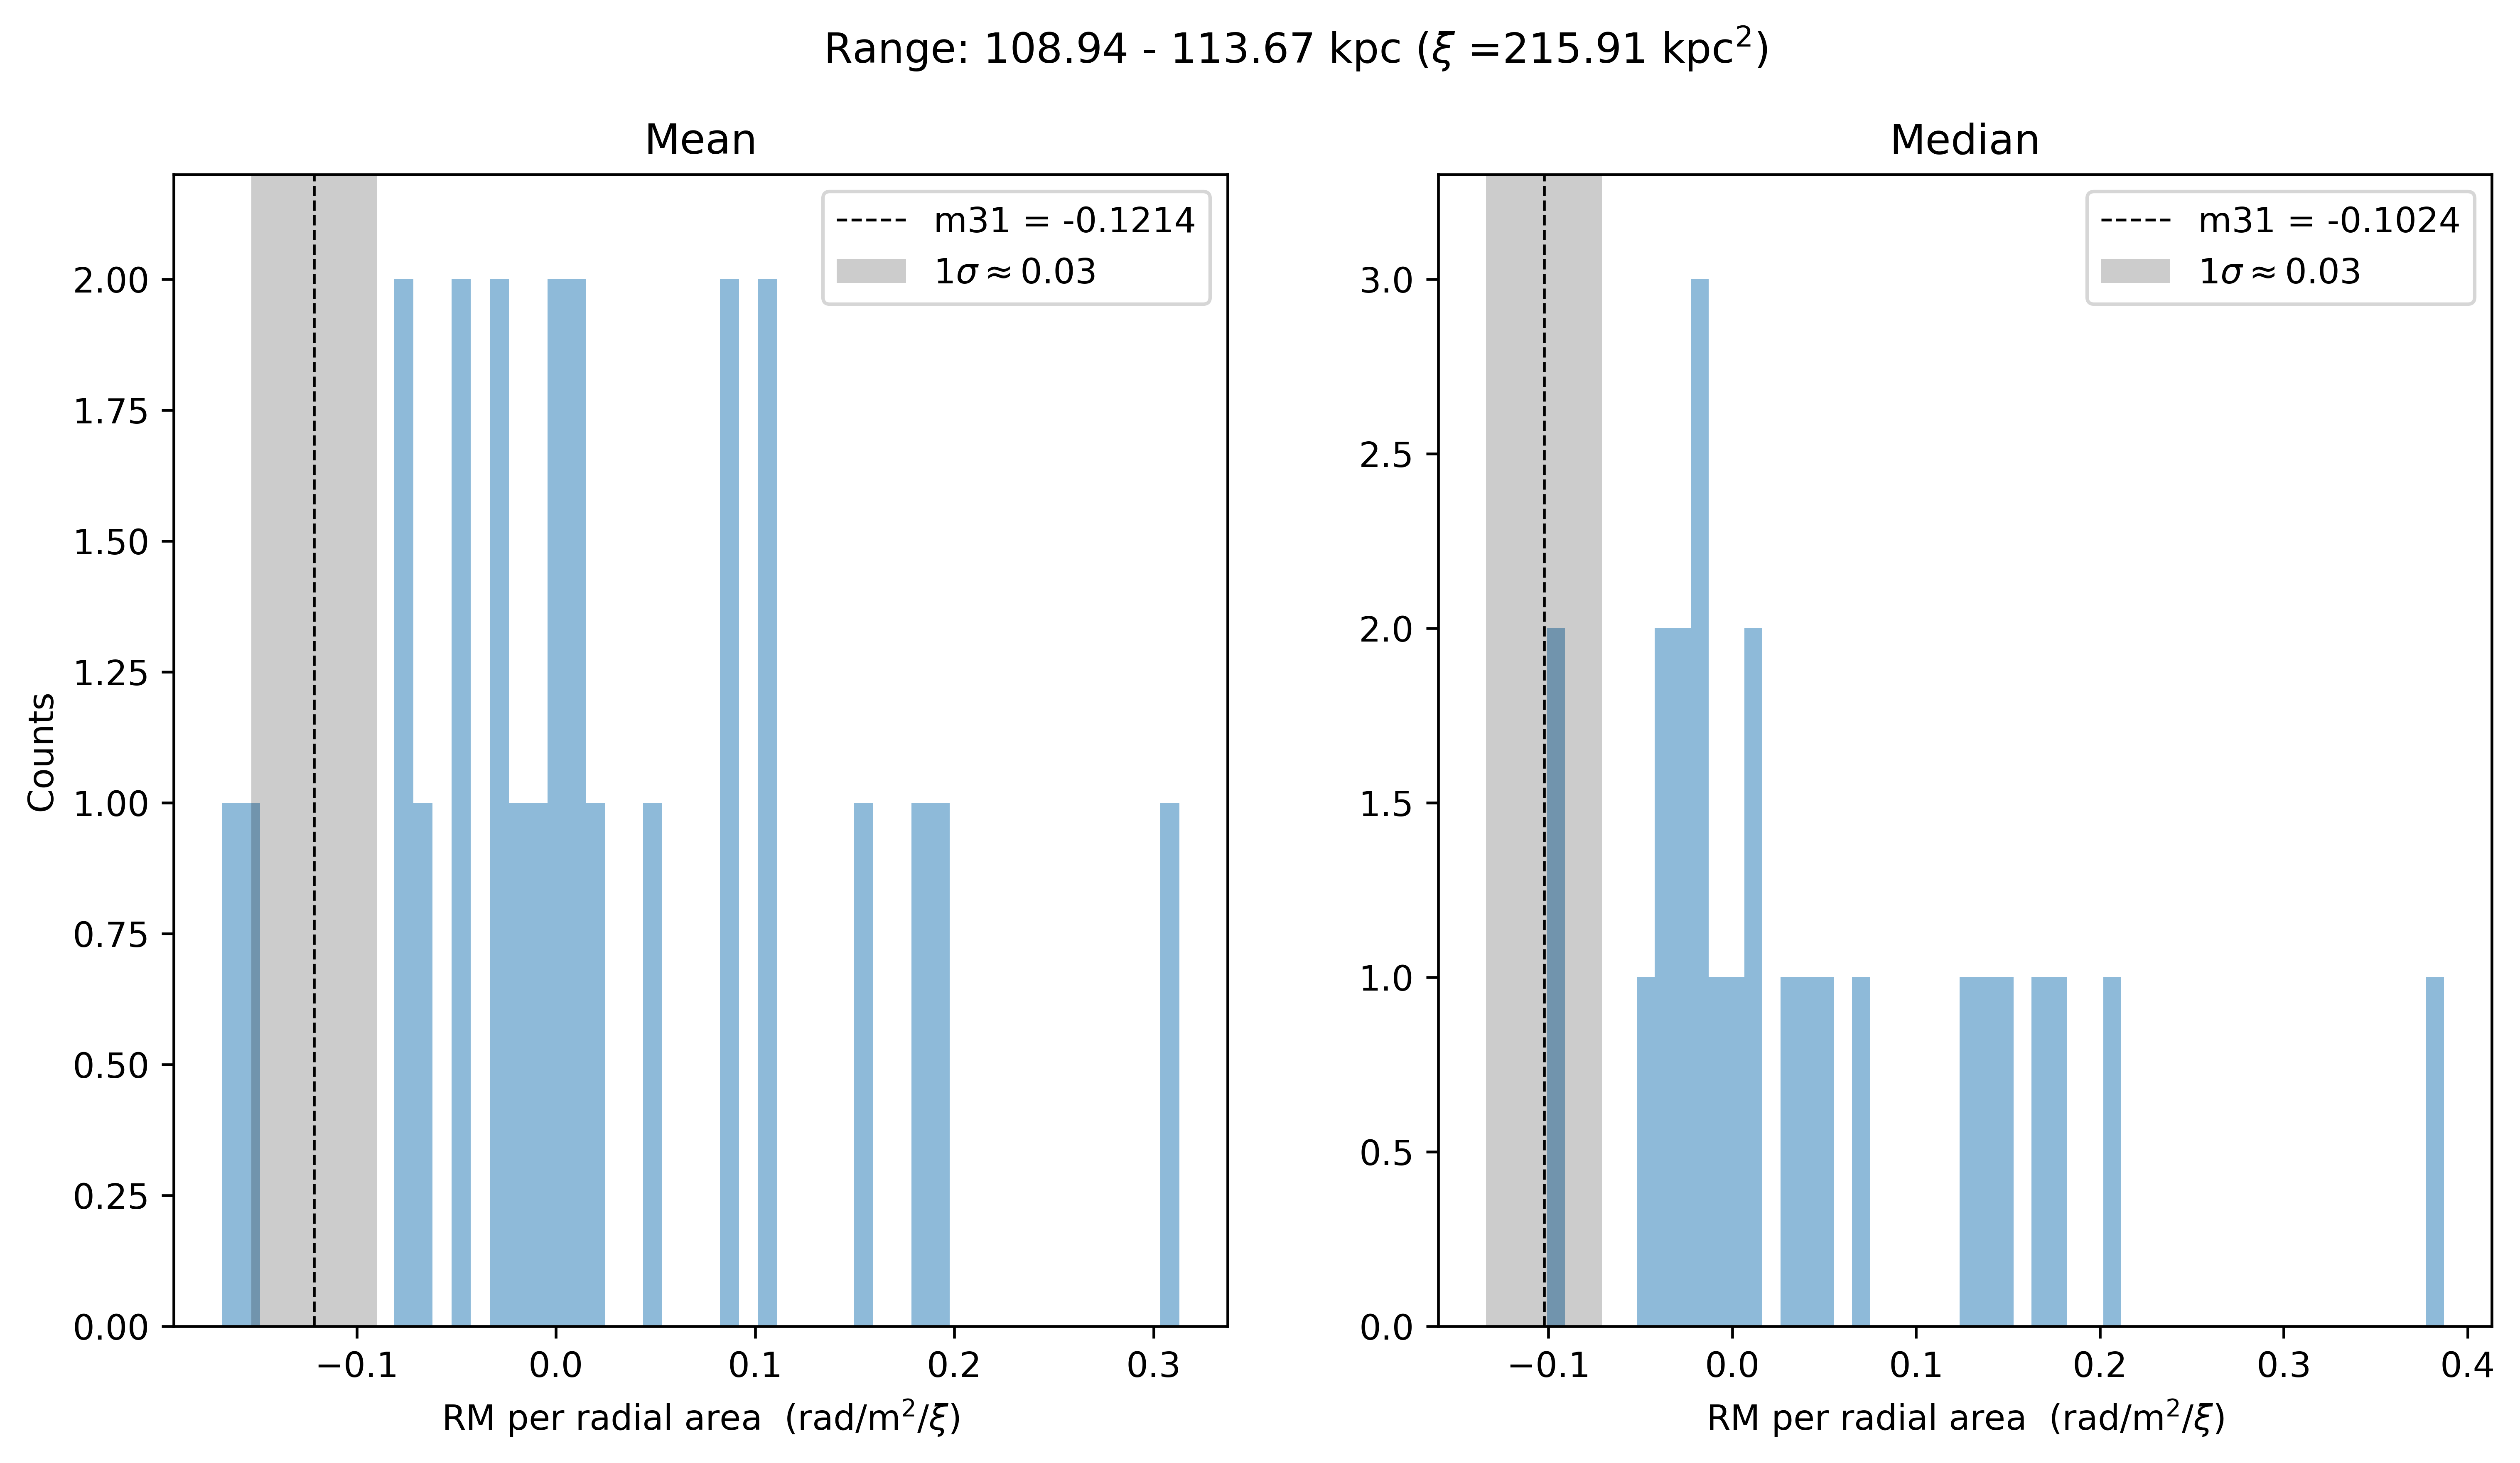 Range: 108.94 - 113.67 kpc (ξ =215.91 kpc²)
Mean
m31 = -0.1214
1σ ≈ 0.03
Counts
2.00
1.75
1.50
1.25
1.00
0.75
0.50
0.25
0.00
−0.1 0.0 0.1 0.2 0.3
RM per radial area (rad/m²/ξ)
Median
m31 = -0.1024
1σ ≈ 0.03
3.0
2.5
2.0
1.5
1.0
0.5
0.0
−0.1 0.0 0.1 0.2 0.3 0.4
RM per radial area (rad/m²/ξ)